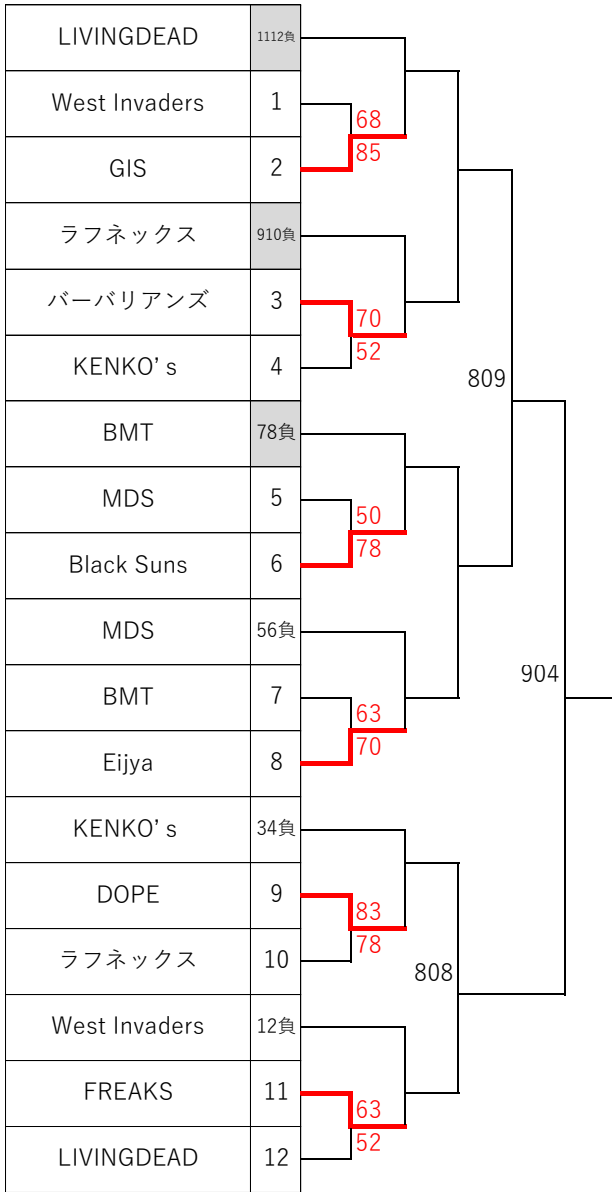 LIVINGDEAD 1112負
West Invaders 1
68
85
GIS 2
ラフネックス 910負
バーバリアンズ 3
70
52
KENKO's 4
809
BMT 78負
MDS 5
50
78
Black Suns 6
MDS 56負
904
BMT 7
63
70
Eijya 8
KENKO's 34負
DOPE 9
83
78
ラフネックス 10
808
West Invaders 12負
FREAKS 11
63
52
LIVINGDEAD 12